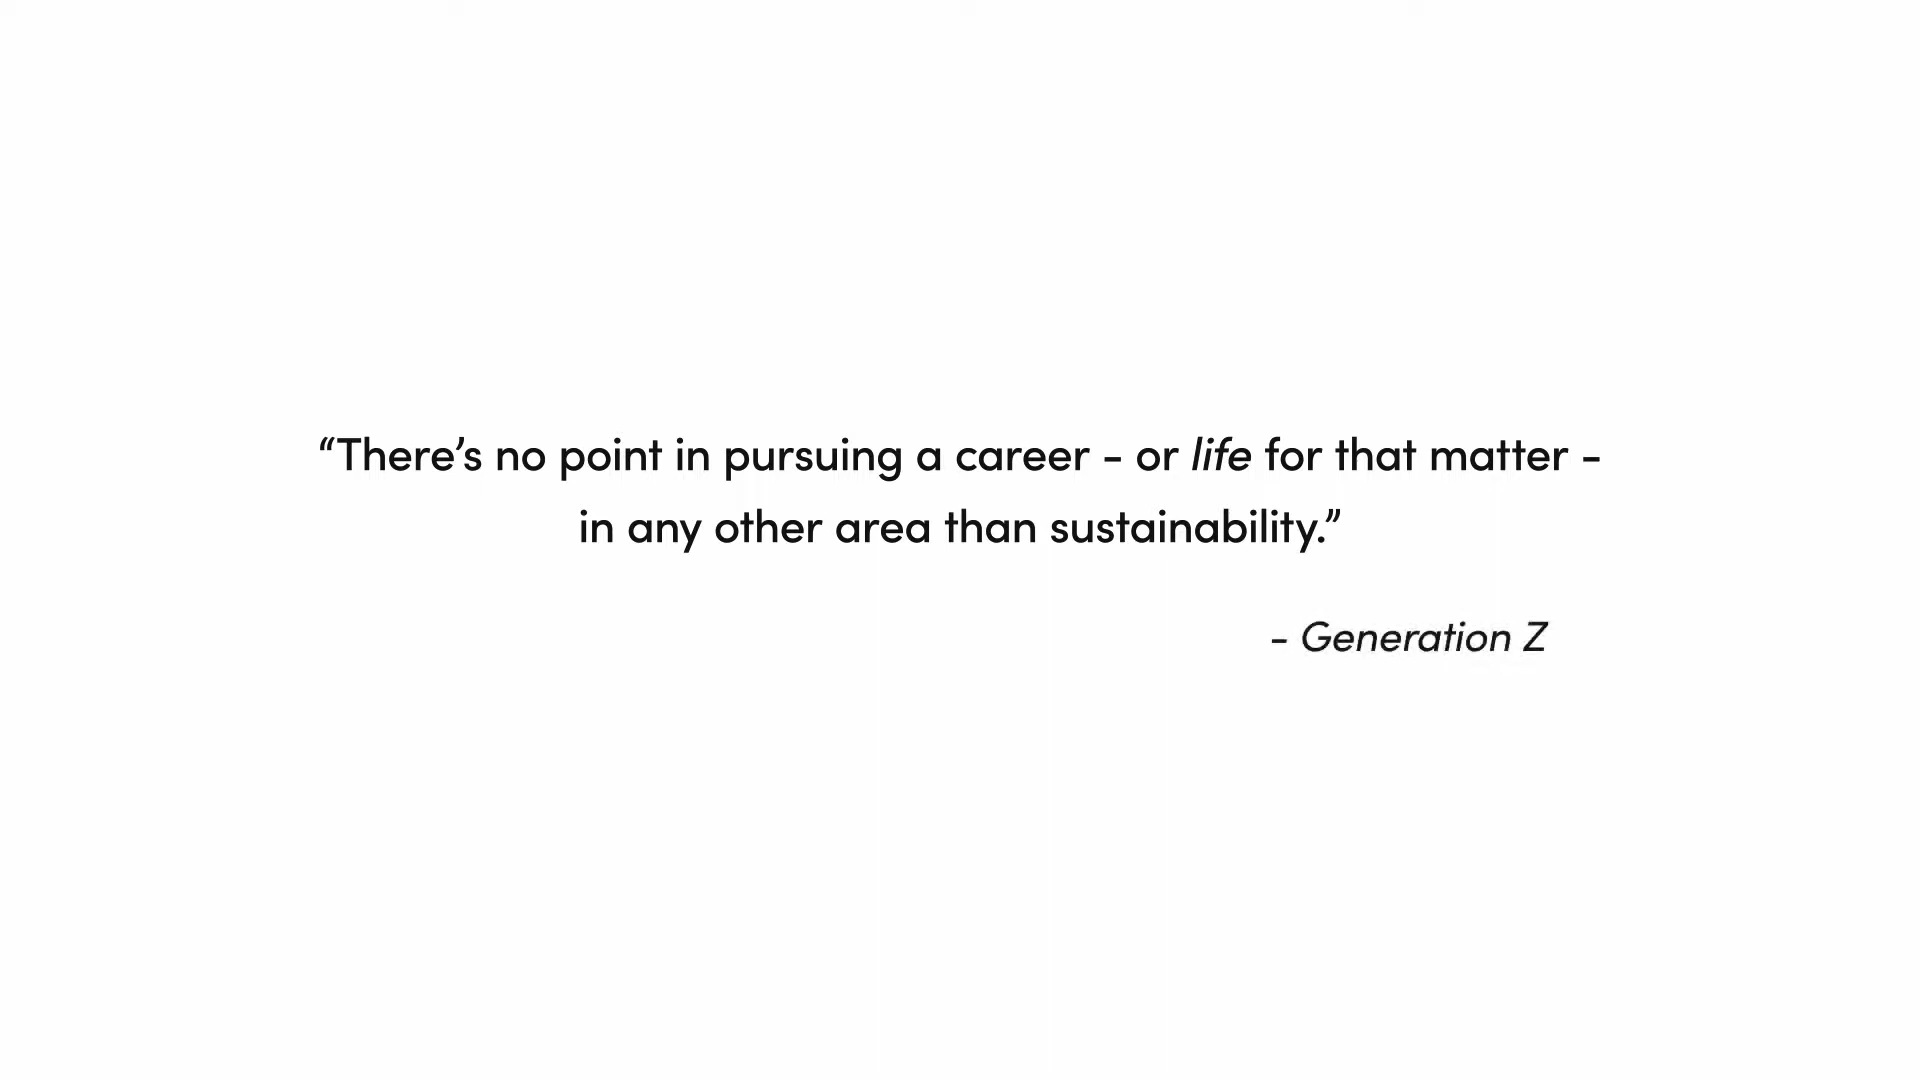 “There’s no point in pursuing a career - or life for that matter -
in any other area than sustainability.”
- Generation Z